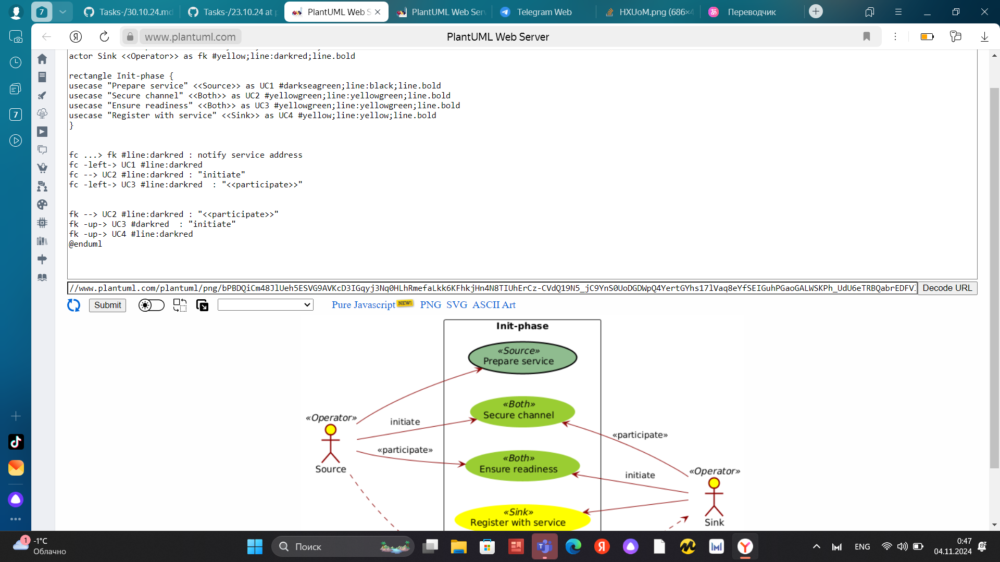 7
Tasks-/30.10.24.md
Tasks-/23.10.24 at
PlantUML Web S
PlantUML Web Serv
Telegram Web
HXUoM.png (686×4
あ
Переводчик
Я
www.plantuml.com
PlantUML Web Server
7
actor Sink <<Operator>> as fk #yellow;line:darkred;line.bold
rectangle Init-phase {
usecase "Prepare service" <<Source>> as UC1 #darkseagreen;line:black;line.bold
usecase "Secure channel" <<Both>> as UC2 #yellowgreen;line:yellowgreen;line.bold
usecase "Ensure readiness" <<Both>> as UC3 #yellowgreen;line:yellowgreen;line.bold
usecase "Register with service" <<Sink>> as UC4 #yellow;line:yellow;line.bold
}
fc ...> fk #line:darkred : notify service address
fc -left-> UC1 #line:darkred
fc --> UC2 #line:darkred : "initiate"
fc -left-> UC3 #line:darkred  : "<<participate>>"
fk --> UC2 #line:darkred : "<<participate>>"
fk -up-> UC3 #darkred  : "initiate"
fk -up-> UC4 #line:darkred
@enduml
//www.plantuml.com/plantuml/png/bPBDQiCm48JlUeh5ESVG9AVKcD3IGqyj3Nq0HLhRmefaLkk6KFhkjHn4N8TIUhErCz-CVdQ19N5_jC9YnS0UoDGDWpQ4YertGYhs17lVaq8eYfSEIGuhPGaoGALWSKPh_UdU6eTRBQabrEDFV
Decode URL
Submit
Pure Javascript NEW! PNG SVG ASCII Art
Init-phase
«Source»
Prepare service
«Both»
Secure channel
«Operator»
initiate
«participate»
«participate»
Source
«Both»
Ensure readiness
initiate
«Operator»
«Sink»
Register with service
Sink
1
-1°C
Облачно
Поиск
Я
ENG
0:47
04.11.2024